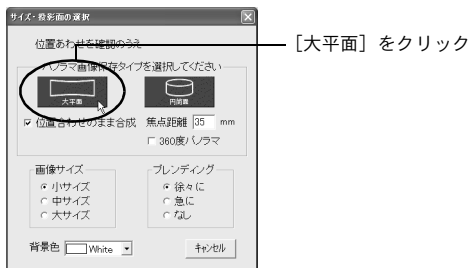 サイズ・投影面の選択
位置あわせを確認のうえ
[大平面]をクリック
パノラマ画像保存タイプを選択してください
大平面
円筒面
位置合わせのまま合成
焦点距離 35 mm
360度パノラマ
画像サイズ
小サイズ
中サイズ
大サイズ
ブレンディング
徐々に
急に
なし
背景色 White
キャンセル